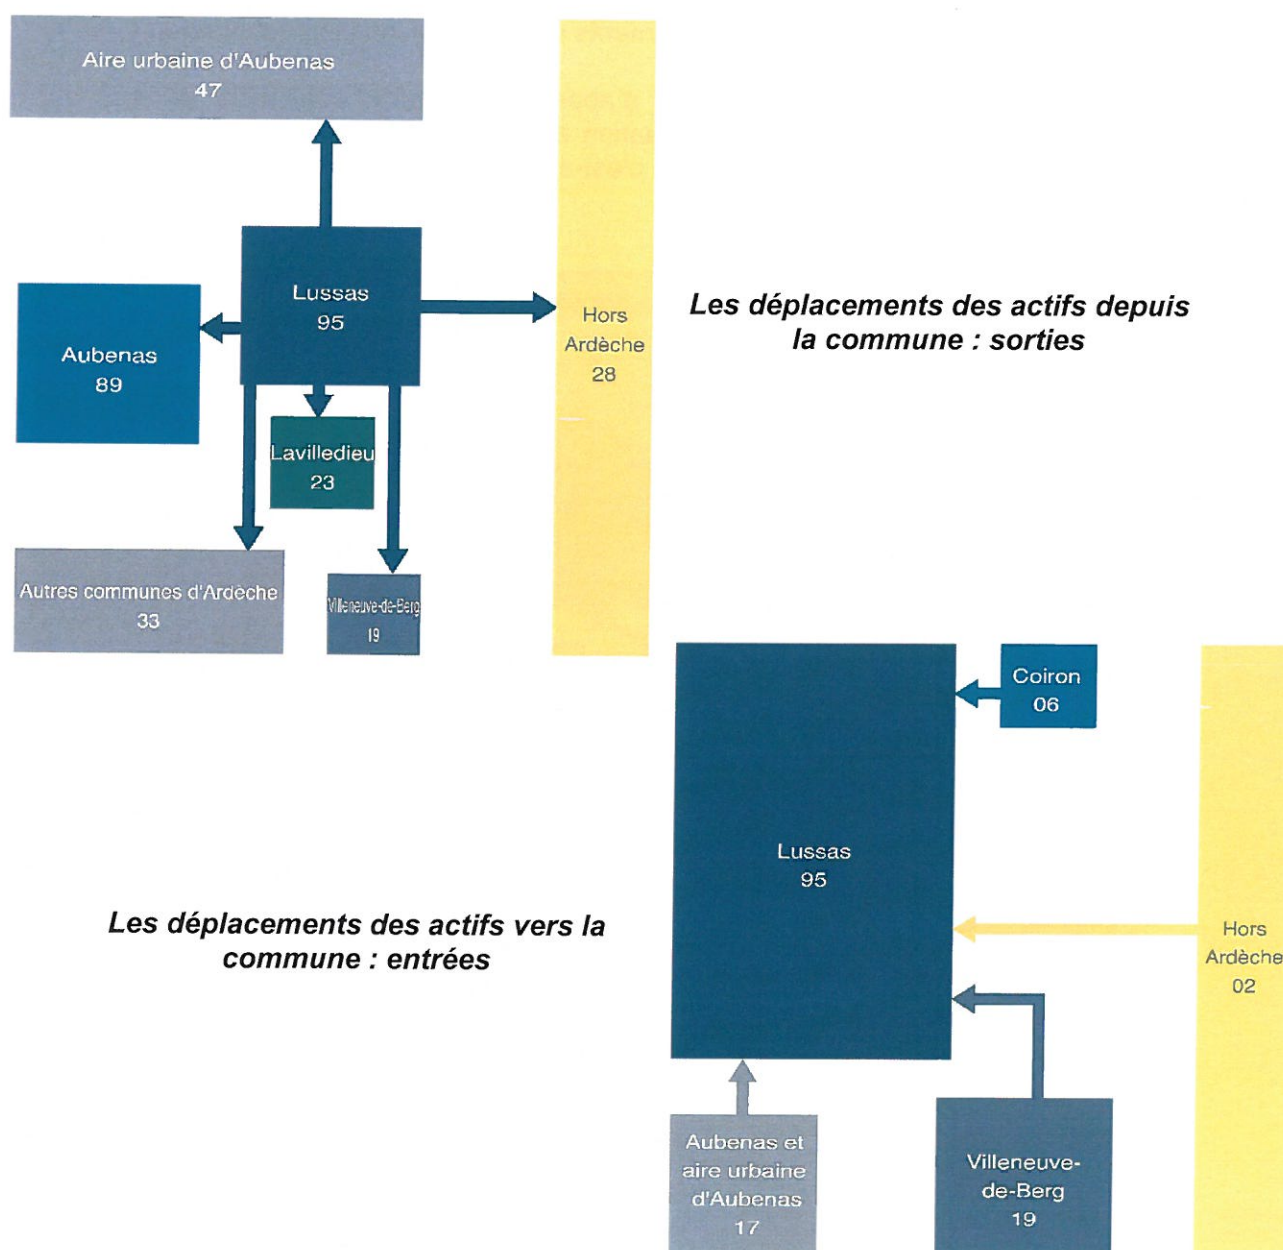 Aire urbaine d'Aubenas
47
Lussas
95
Aubenas
89
Hors
Ardèche
28
Les déplacements des actifs depuis
la commune : sorties
Lavilledieu
23
Autres communes d'Ardèche
33
Villeneuve-de-Berg
19
Coiron
06
Lussas
95
Les déplacements des actifs vers la
commune : entrées
Hors
Ardèche
02
Aubenas et
aire urbaine
d'Aubenas
17
Villeneuve-
de-Berg
19